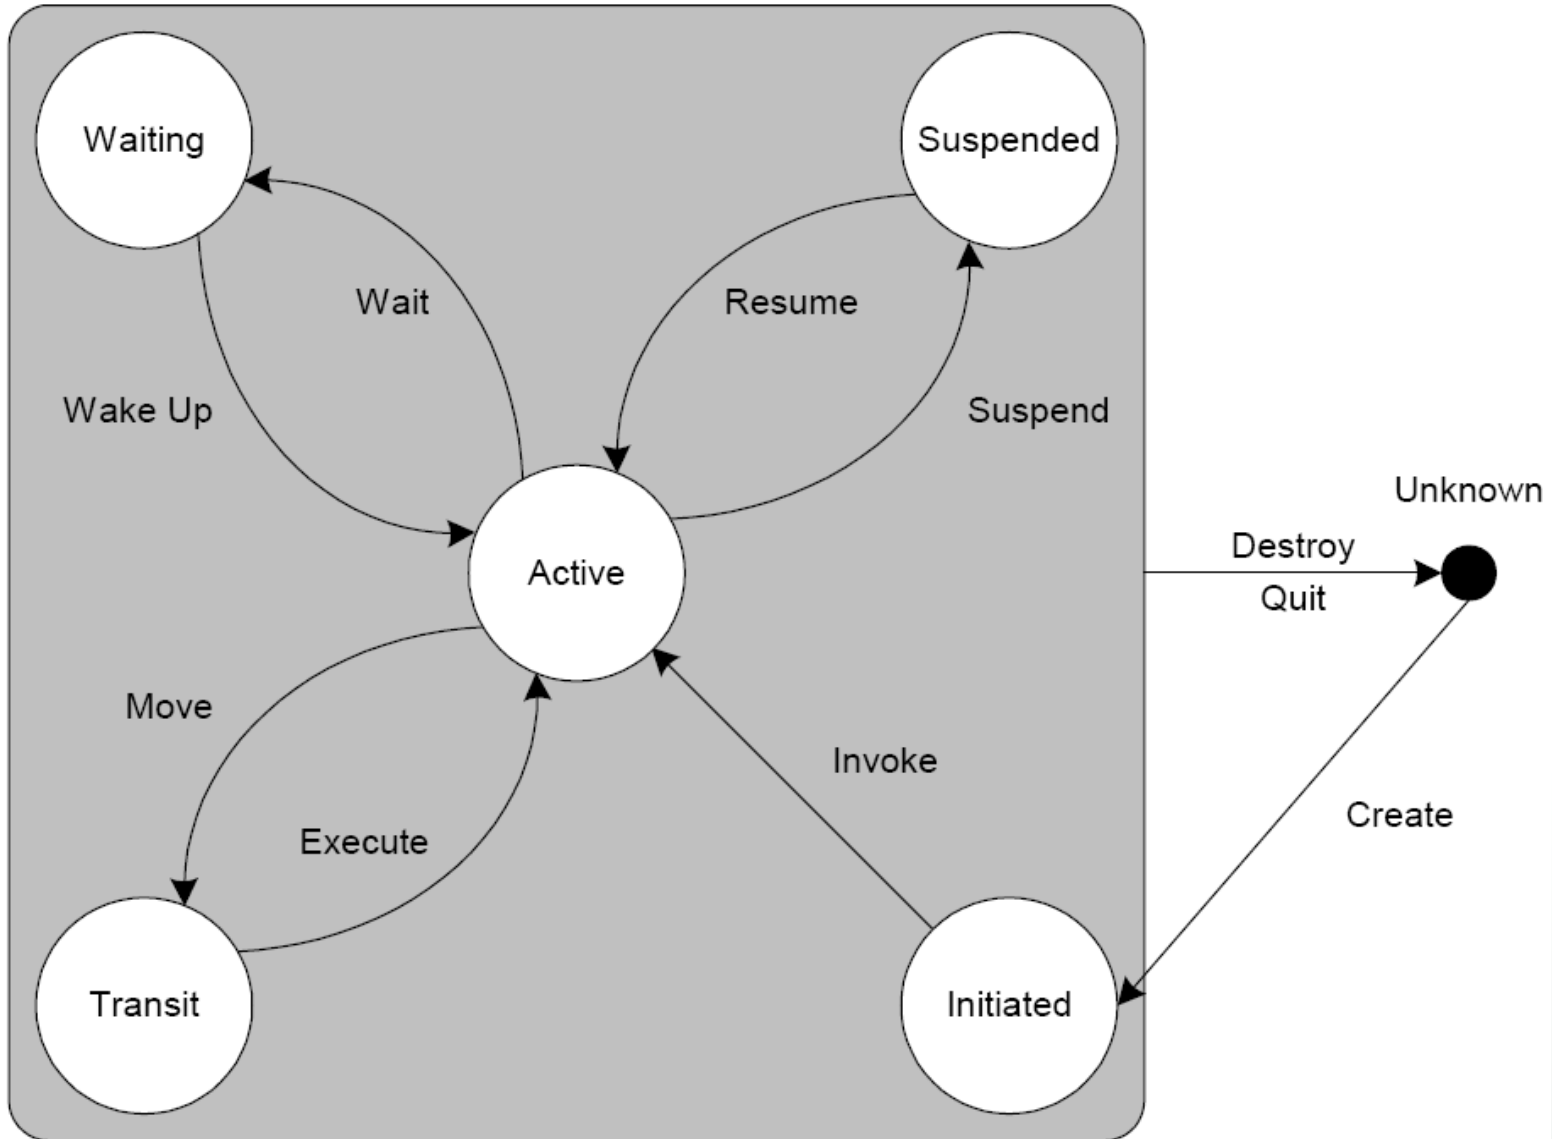 Waiting
Suspended
Wait
Resume
Wake Up
Suspend
Unknown
Destroy
Active
Quit
Move
Invoke
Create
Execute
Transit
Initiated